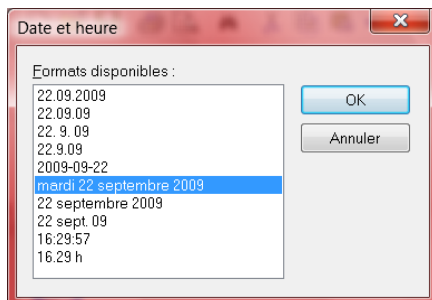 Date et heure
Formats disponibles :
22.09.2009
22.09.09
22. 9. 09
22.9.09
2009-09-22
mardi 22 septembre 2009
22 septembre 2009
22 sept. 09
16:29:57
16.29 h
OK
Annuler